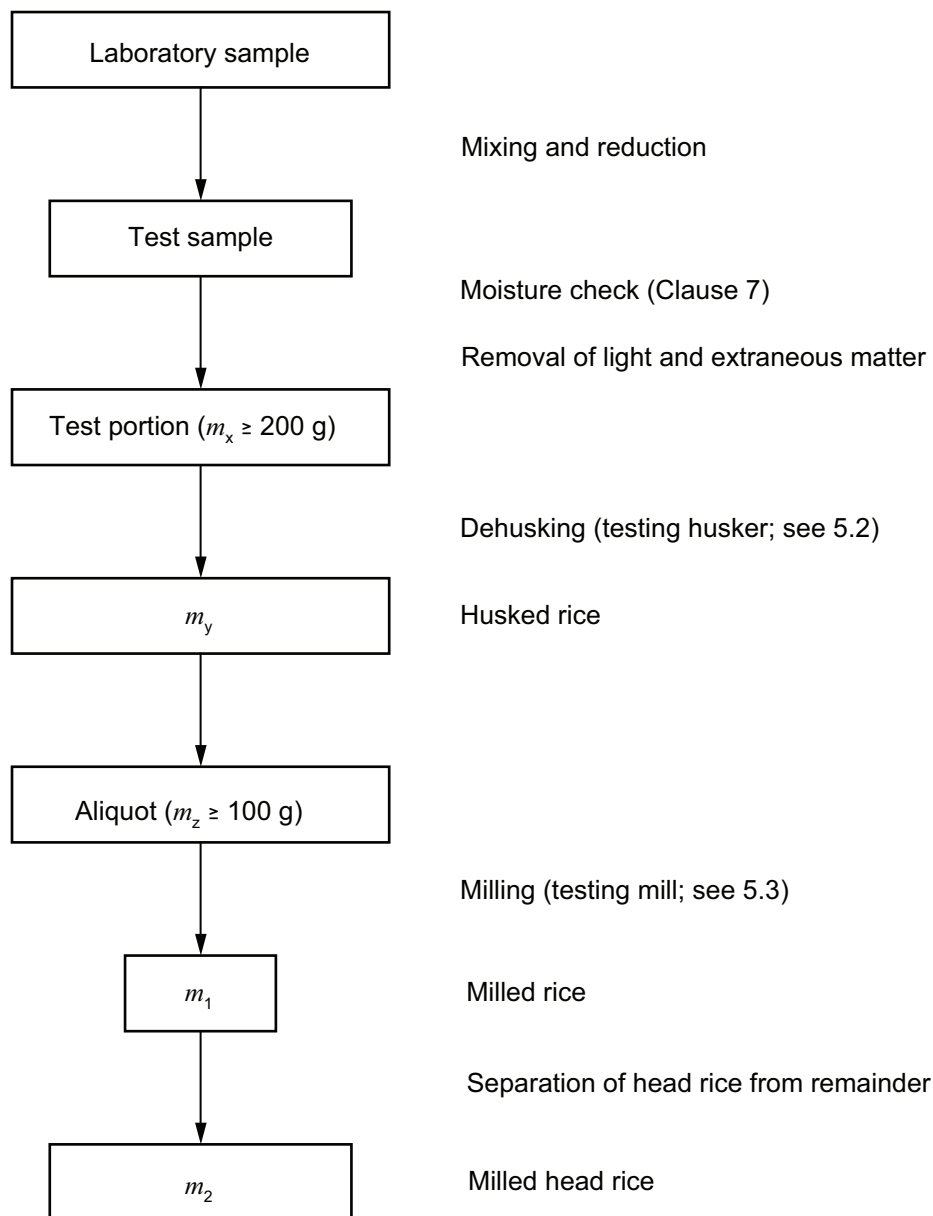 Laboratory sample
Mixing and reduction
Test sample
Moisture check (Clause 7)
Removal of light and extraneous matter
Test portion (mx ≥ 200 g)
Dehusking (testing husker; see 5.2)
my
Husked rice
Aliquot (mz ≥ 100 g)
Milling (testing mill; see 5.3)
m1
Milled rice
Separation of head rice from remainder
m2
Milled head rice